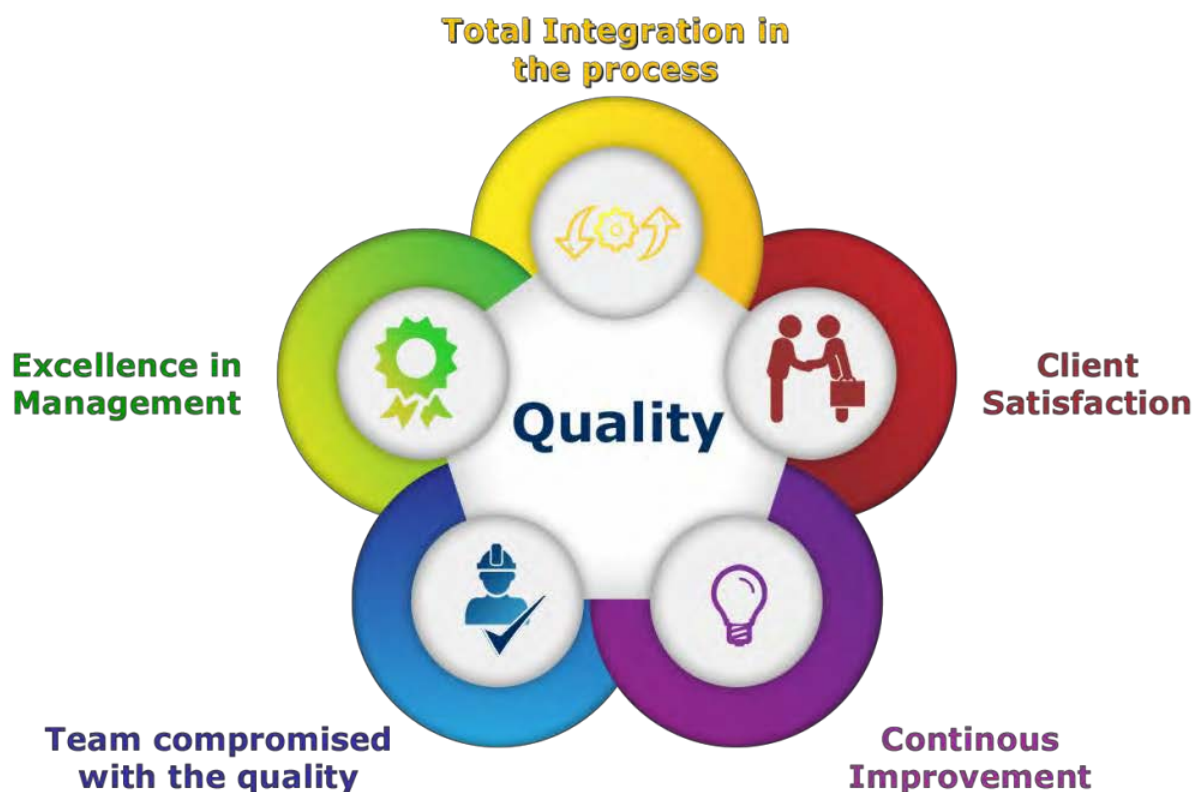 Total Integration in
the process
Excellence in
Management
Quality
Client
Satisfaction
Team compromised
with the quality
Continous
Improvement